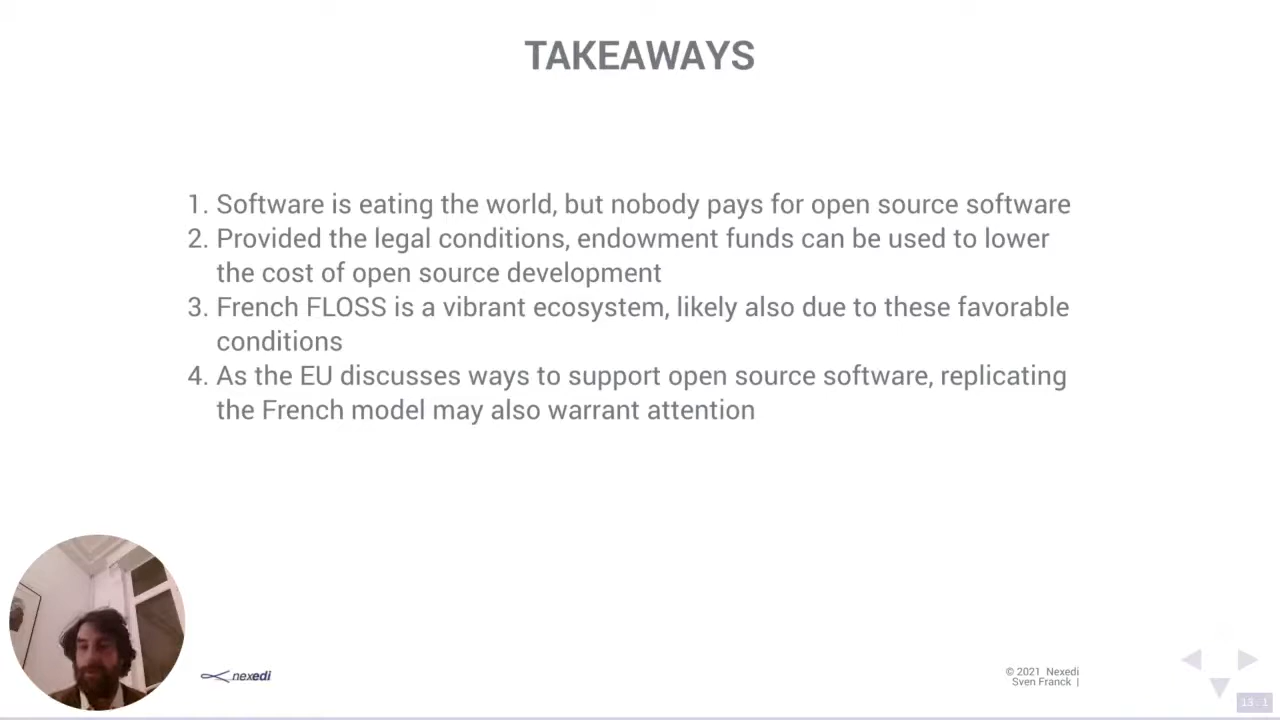 TAKEAWAYS
1. Software is eating the world, but nobody pays for open source software
2. Provided the legal conditions, endowment funds can be used to lower
the cost of open source development
3. French FLOSS is a vibrant ecosystem, likely also due to these favorable
conditions
4. As the EU discusses ways to support open source software, replicating
the French model may also warrant attention
nexedi
© 2021 Nexedi
Sven Franck |
13.1